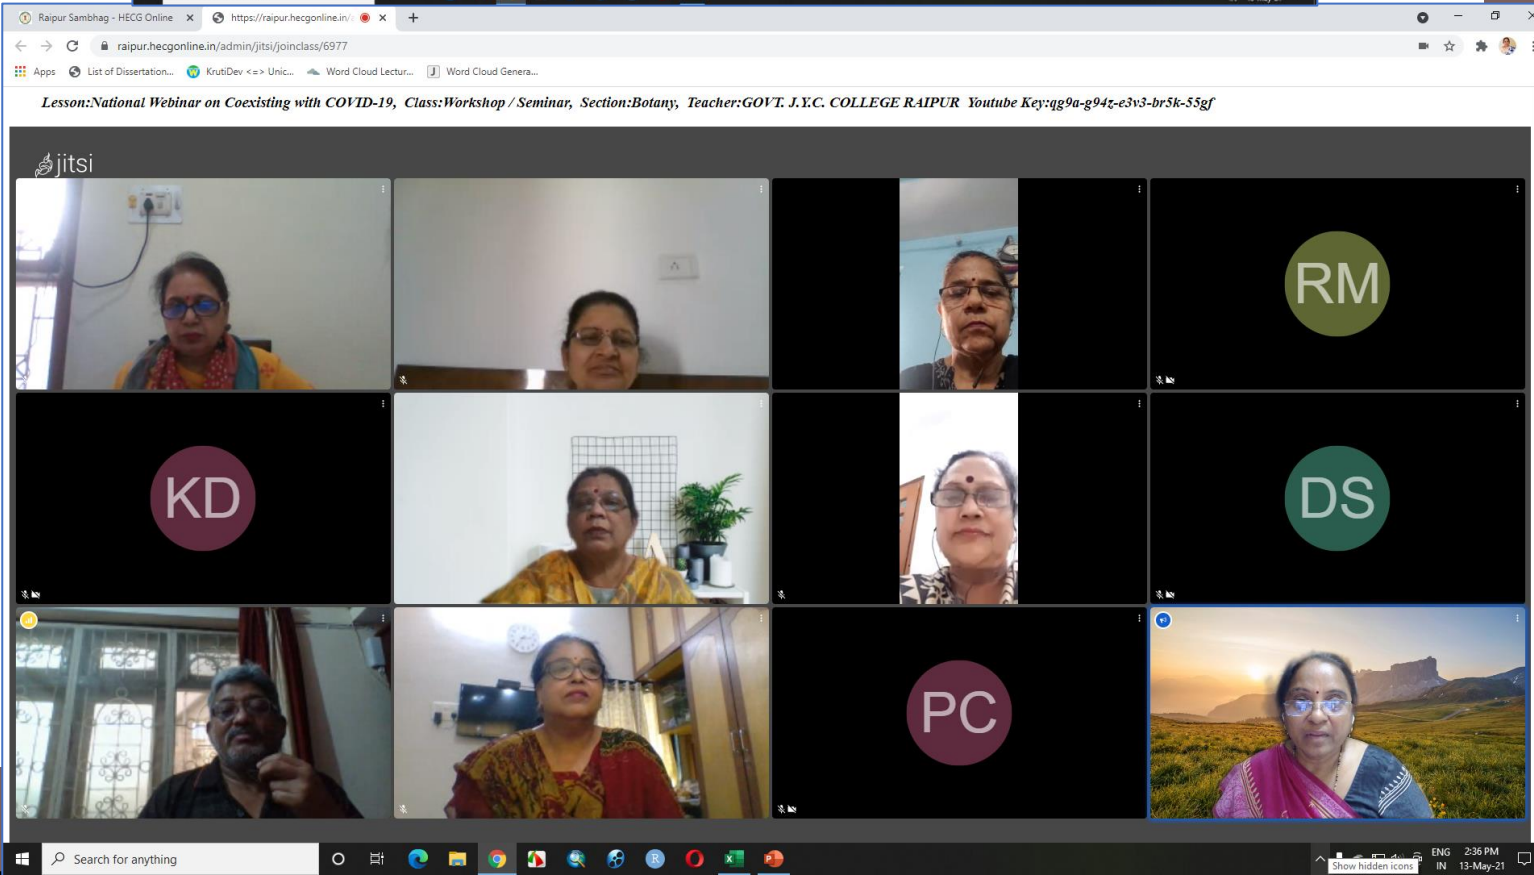 Raipur Sambhag - HECG Online
https://raipur.hecgonline.in/
raipur.hecgonline.in/admin/jitsi/joinclass/6977
Apps
List of Dissertation...
KrutiDev <=> Unic...
Word Cloud Lectur...
J
Word Cloud Genera...
Lesson:National Webinar on Coexisting with COVID-19, Class:Workshop / Seminar, Section:Botany, Teacher:GOVT. J.Y.C. COLLEGE RAIPUR Youtube Key:qg9a-g94z-e3v3-br5k-55gf
jitsi
RM
KD
DS
PC
Search for anything
R
ENG
IN
2:36 PM
13-May-21
Show hidden icons